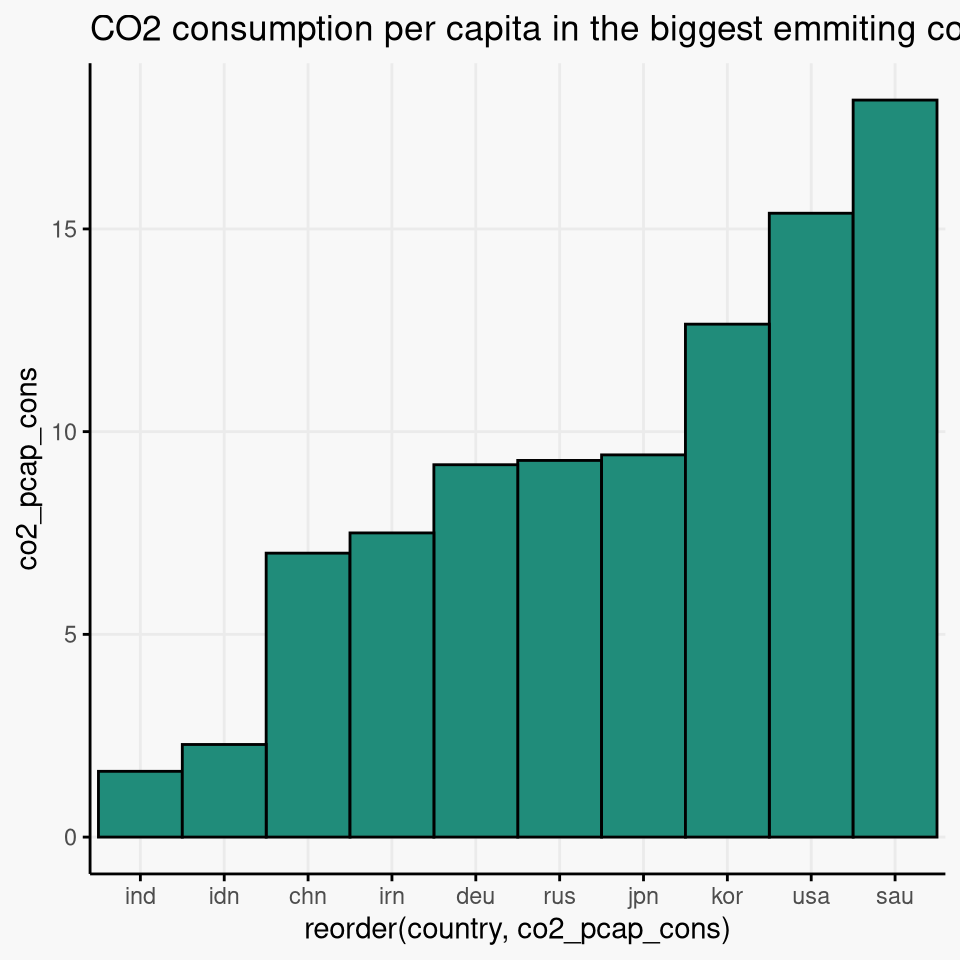 CO2 consumption per capita in the biggest emmiting
co2_pcap_cons
15
10
5
0
ind idn chn irn deu rus jpn kor usa sau
reorder(country, co2_pcap_cons)